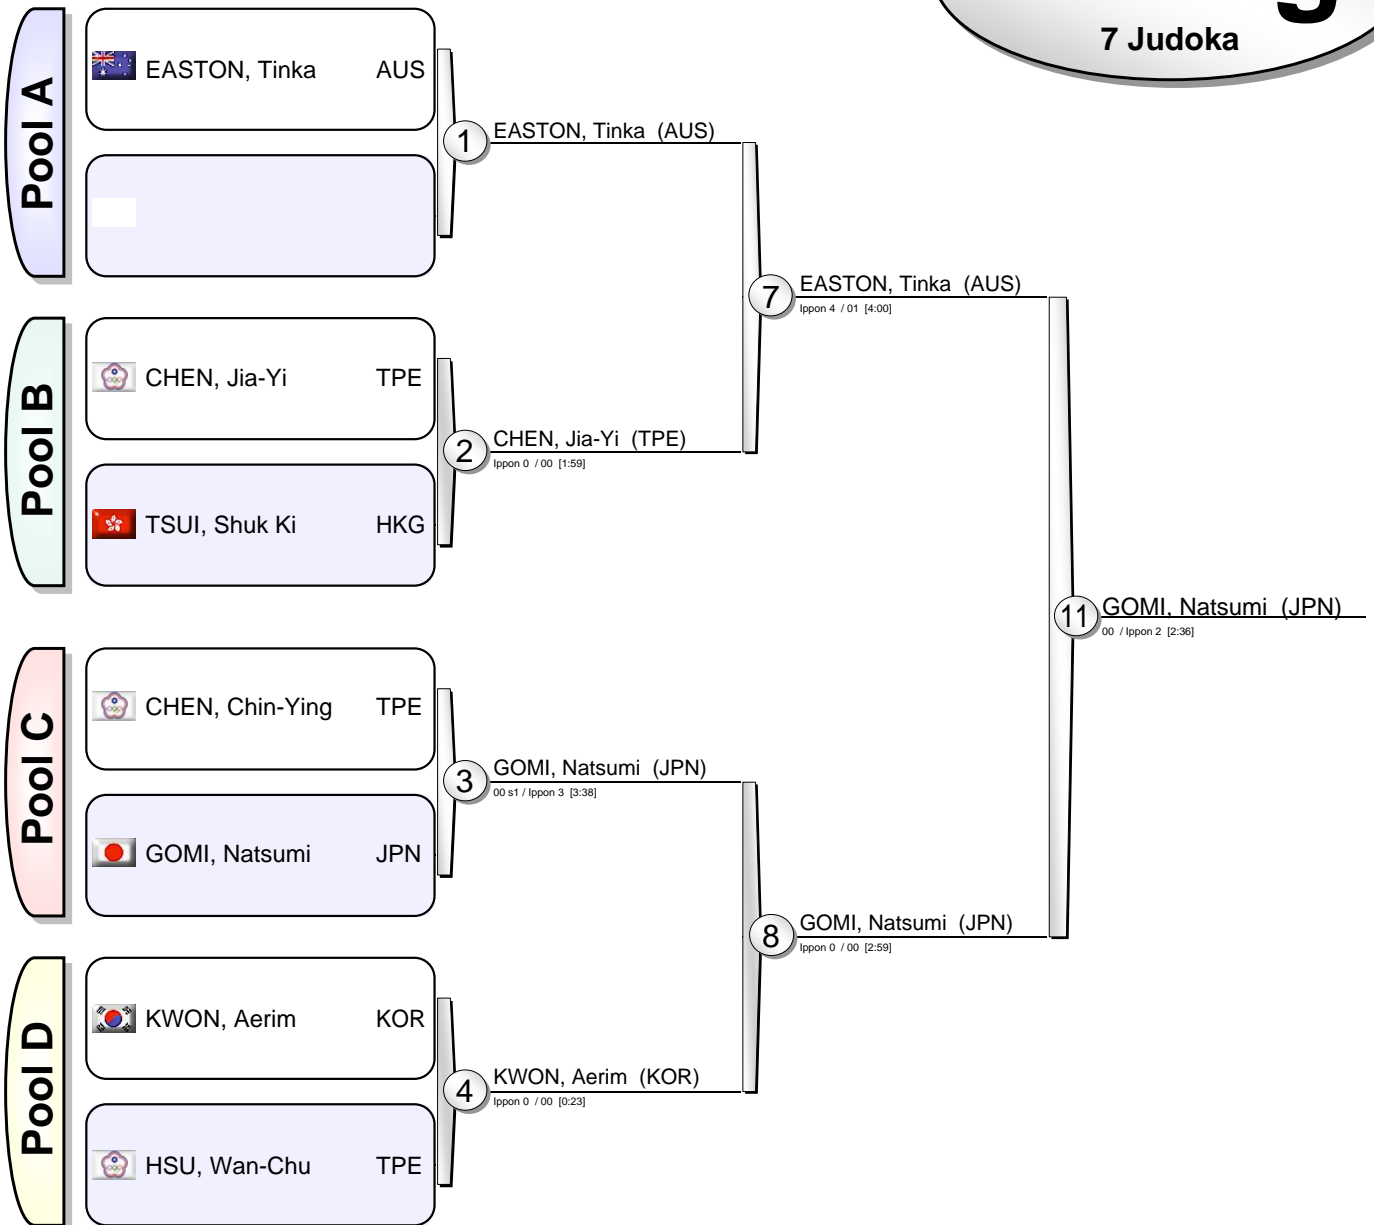 7 Judoka
Pool A
EASTON, Tinka AUS
1 EASTON, Tinka (AUS)
7 EASTON, Tinka (AUS)
Ippon 4 / 01 [4:00]
Pool B
CHEN, Jia-Yi TPE
2 CHEN, Jia-Yi (TPE)
Ippon 0 / 00 [1:59]
TSUI, Shuk Ki HKG
11 GOMI, Natsumi (JPN)
00 / Ippon 2 [2:36]
Pool C
CHEN, Chin-Ying TPE
3 GOMI, Natsumi (JPN)
00 s1 / Ippon 3 [3:38]
GOMI, Natsumi JPN
8 GOMI, Natsumi (JPN)
Ippon 0 / 00 [2:59]
Pool D
KWON, Aerim KOR
4 KWON, Aerim (KOR)
Ippon 0 / 00 [0:23]
HSU, Wan-Chu TPE